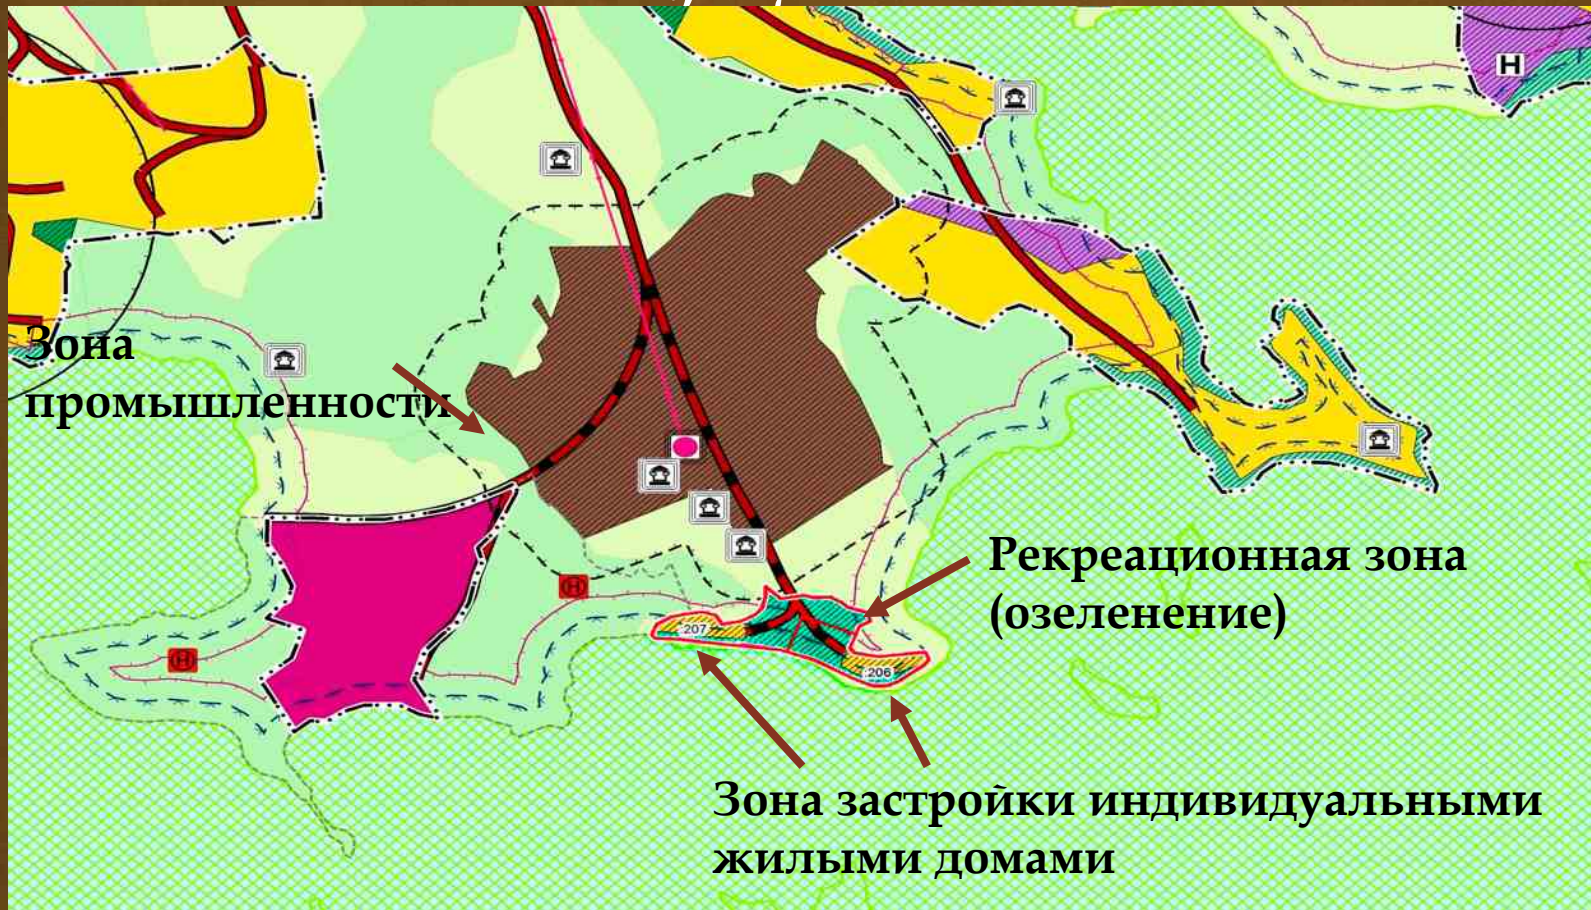 H
Зона
промышленности
H
Рекреационная зона
(озеленение)
207
:206
H
Зона застройки индивидуальными
жилыми домами